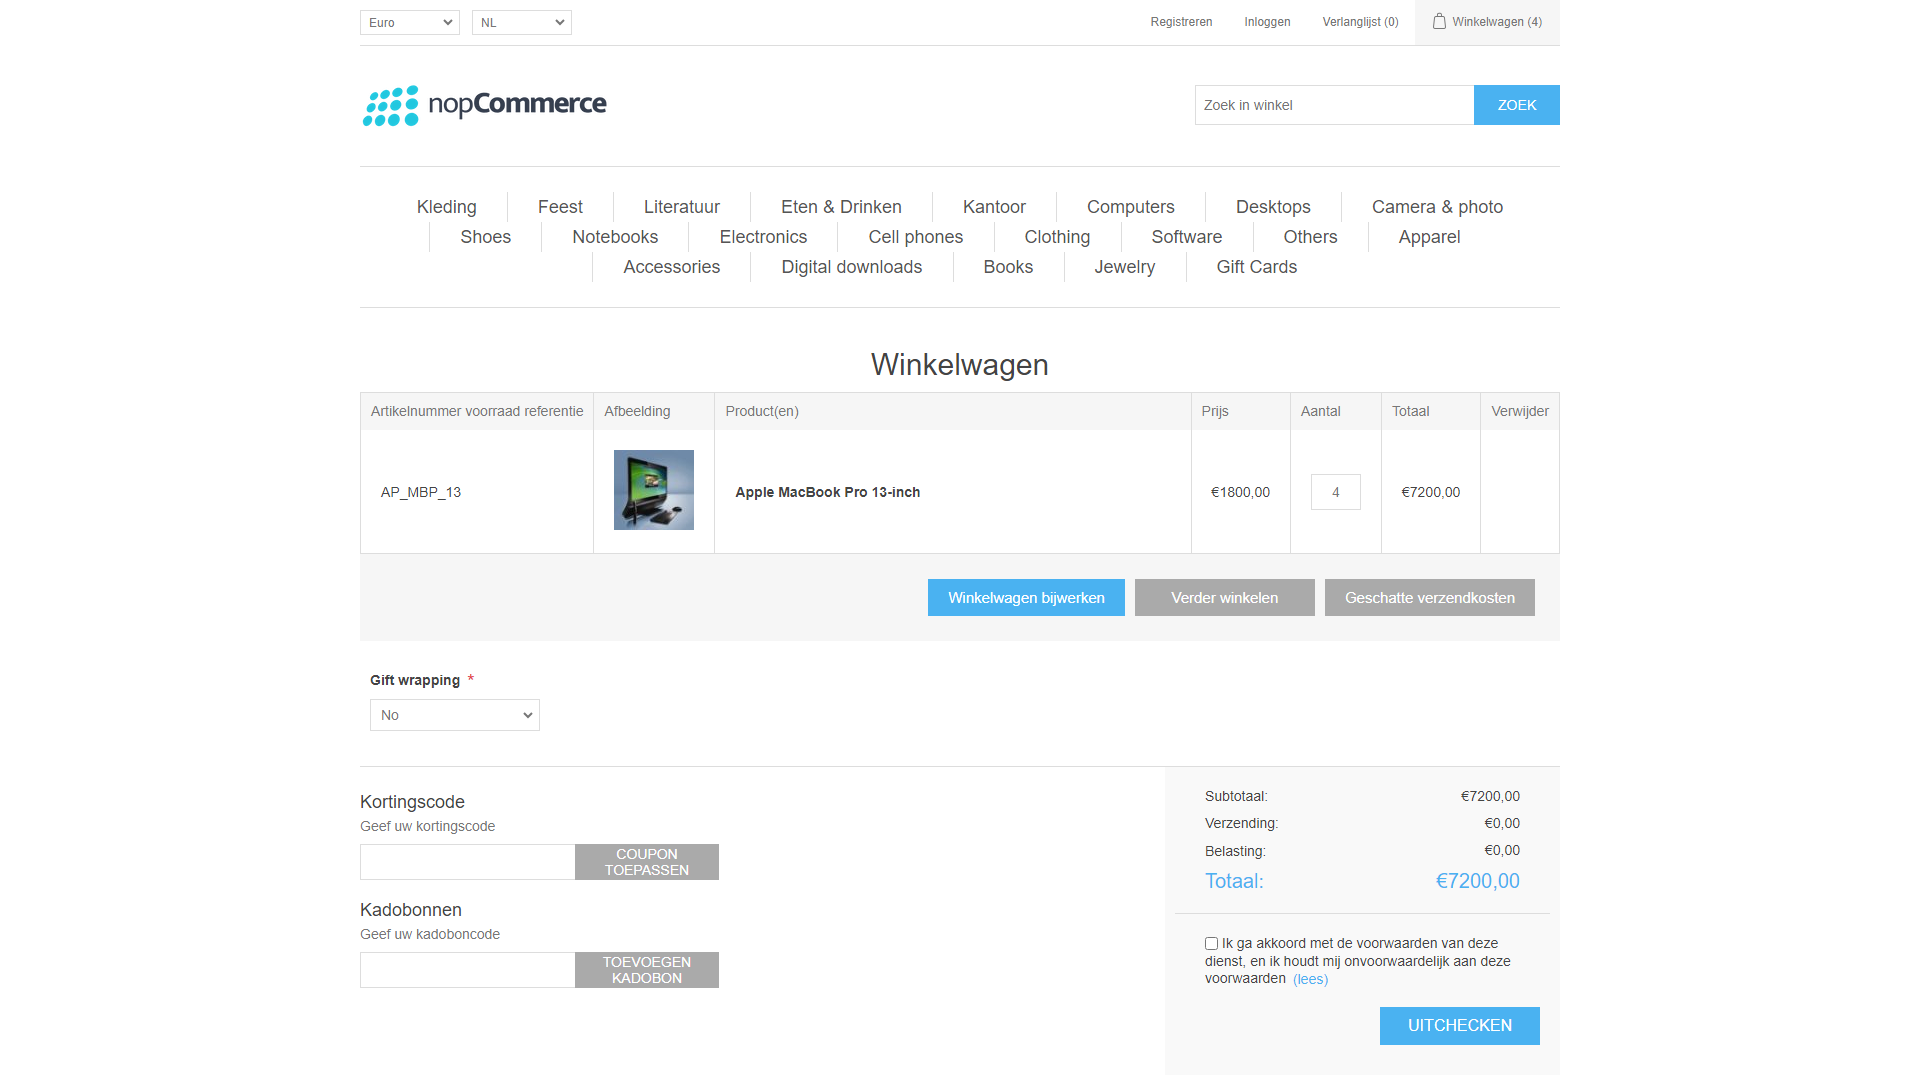 Euro NL Registreren Inloggen Verlanglijst (0) Winkelwagen (4)
nopCommerce Zoek in winkel ZOEK
Kleding Feest Literatuur Eten & Drinken Kantoor Computers Desktops Camera & photo
Shoes Notebooks Electronics Cell phones Clothing Software Others Apparel
Accessories Digital downloads Books Jewelry Gift Cards
Winkelwagen
Artikelnummer voorraad referentie Afbeelding Product(en) Prijs Aantal Totaal Verwijder
AP_MBP_13 Apple MacBook Pro 13-inch €1800,00 4 €7200,00
Winkelwagen bijwerken Verder winkelen Geschatte verzendkosten
Gift wrapping *
No
Kortingscode
Geef uw kortingscode
COUPON
TOEPASSEN
Kadobonnen
Geef uw kadoboncode
TOEVOEGEN
KADOBON
Subtotaal: €7200,00
Verzending: €0,00
Belasting: €0,00
Totaal: €7200,00
Ik ga akkoord met de voorwaarden van deze
dienst, en ik houdt mij onvoorwaardelijk aan deze
voorwaarden (lees)
UITCHECKEN